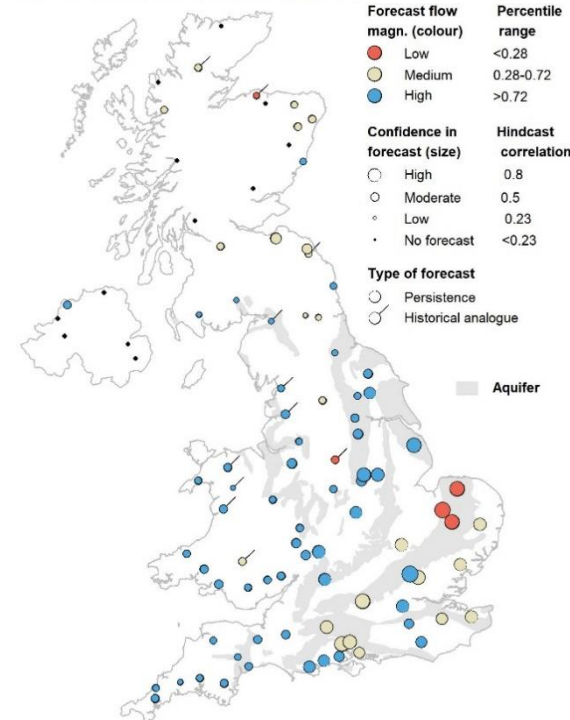 Forecast flow Percentile
magn. (colour) range
Low <0.28
Medium 0.28-0.72
High >0.72
Confidence in Hindcast
forecast (size) correlation
High 0.8
Moderate 0.5
Low 0.23
No forecast <0.23
Type of forecast
Persistence
Historical analogue
Aquifer